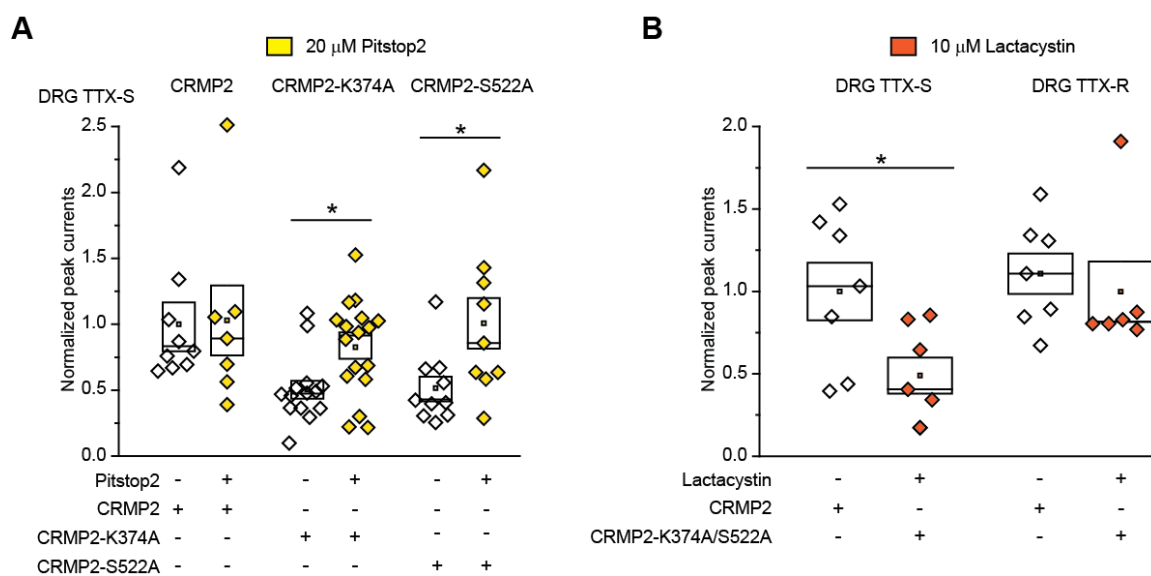 A
20 μM Pitstop2
DRG TTX-S
CRMP2
CRMP2-K374A
CRMP2-S522A
Normalized peak currents
2.5
2.0
1.5
1.0
0.5
0.0
*
*
Pitstop2 - + - + - +
CRMP2 + + - - - -
CRMP2-K374A - - + + - -
CRMP2-S522A - - - - + +
B
10 μM Lactacystin
DRG TTX-S
DRG TTX-R
Normalized peak currents
2.0
1.5
1.0
0.5
0.0
*
Lactacystin - + - +
CRMP2 + - + -
CRMP2-K374A/S522A - + - +